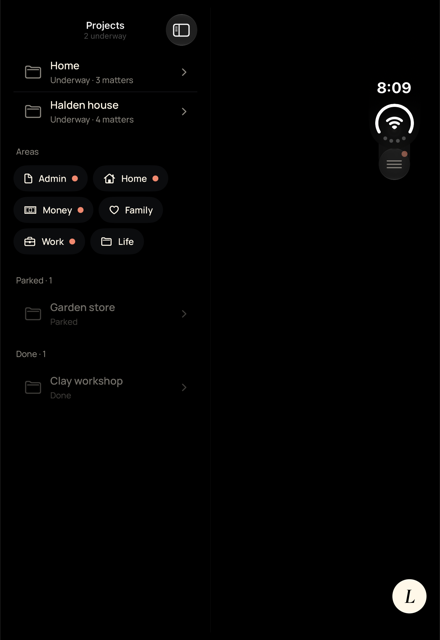 Projects
2 underway
Home
Underway · 3 matters
Halden house
Underway · 4 matters
Areas
Admin
Home
Money
Family
Work
Life
Parked · 1
Garden store
Parked
Done · 1
Clay workshop
Done
8:09
L